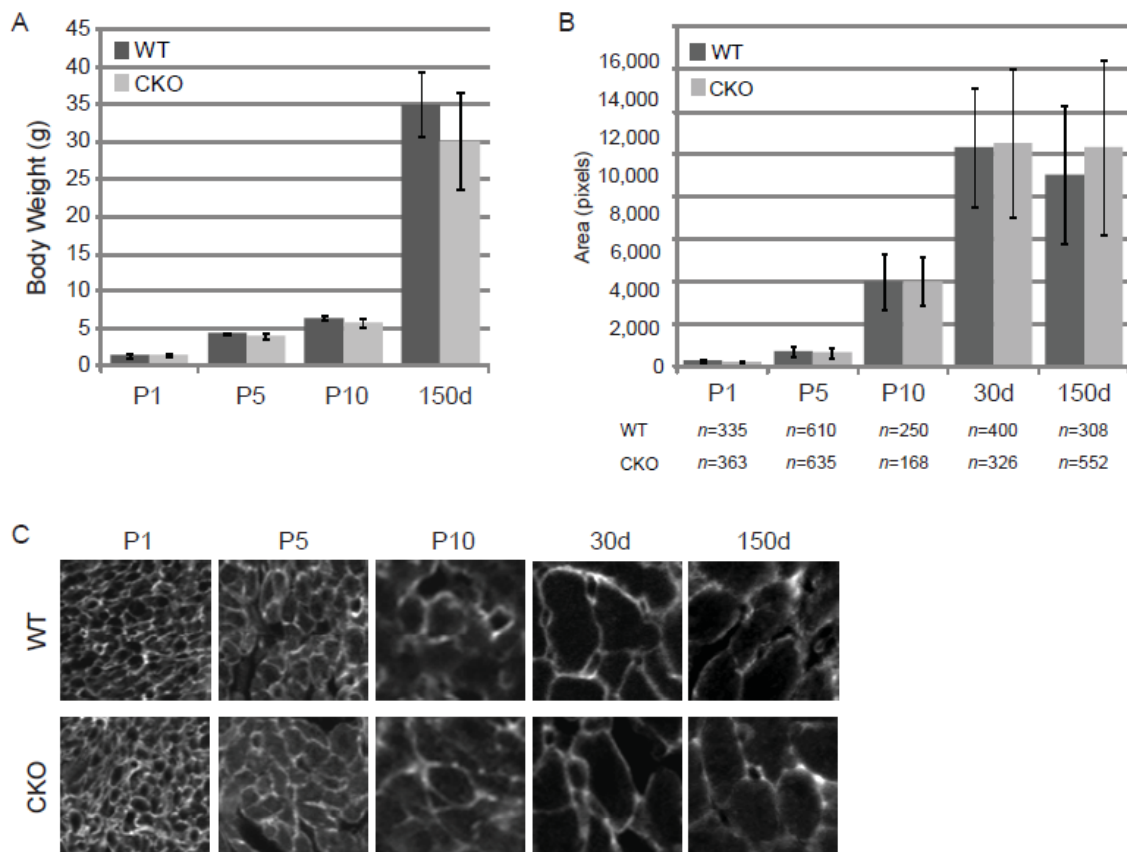 A
WT
CKO
Body Weight (g)
45
40
35
30
25
20
15
10
5
0
P1 P5 P10 150d
B
WT
CKO
Area (pixels)
16,000
14,000
12,000
10,000
8,000
6,000
4,000
2,000
0
P1 P5 P10 30d 150d
WT n=335 n=610 n=250 n=400 n=308
CKO n=363 n=635 n=168 n=326 n=552
C
P1 P5 P10 30d 150d
WT
CKO